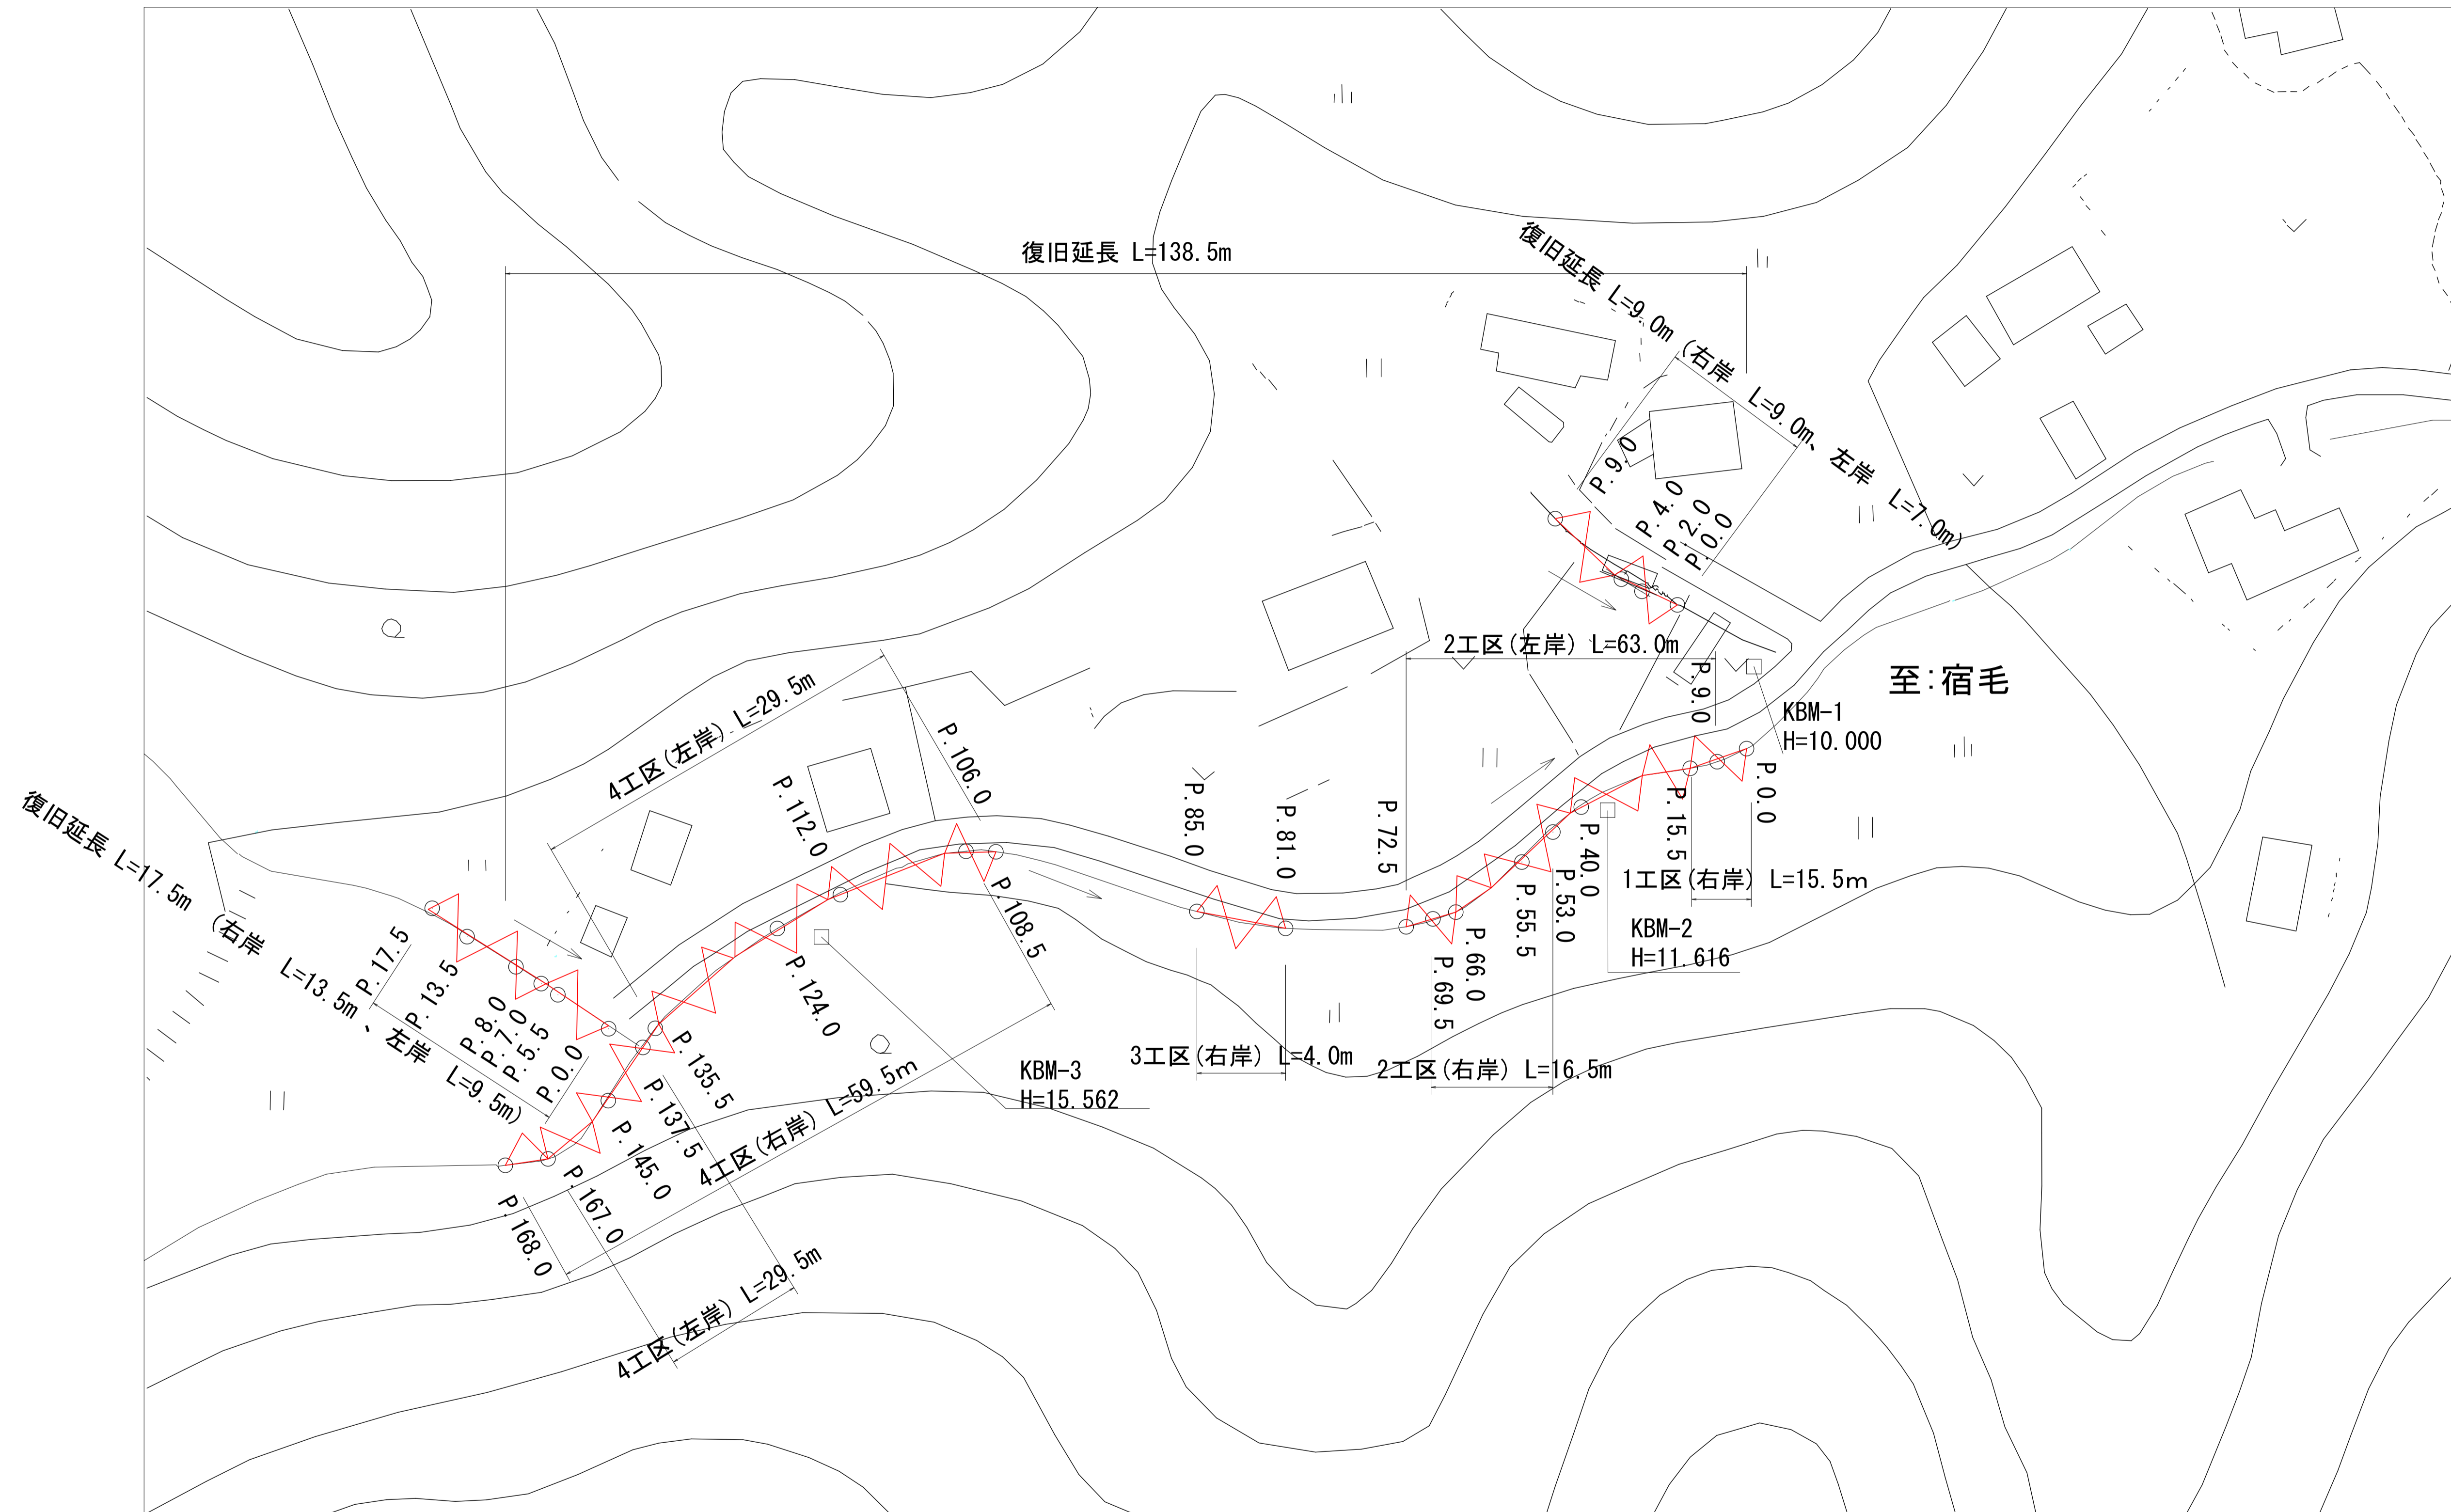 復旧延長 L=138.5m
復旧延長 L=9.0m (右岸 L=9.0m、左岸 L=7.0m)
P.9.0
P.4.0
P.2.0
P.0.0
2工区(左岸) L=63.0m
P.9.0
至:宿毛
KBM-1
H=10.000
4工区(左岸) L=29.5m
P.106.0
P.112.0
P.85.0
P.81.0
P.72.5
P.0.0
P.15.5
P.40.0
P.53.0
P.55.5
P.66.0
P.69.5
1工区(右岸) L=15.5m
KBM-2
H=11.616
復旧延長 L=17.5m (右岸 L=13.5m 、左岸 L=9.5m)
P.17.5
P.13.5
P.8.0
P.7.0
P.5.5
P.0.0
P.108.5
P.124.0
P.135.5
P.137.5
P.145.0
P.167.0
P.168.0
3工区(右岸) L=4.0m
2工区(右岸) L=16.5m
KBM-3
H=15.562
4工区(右岸) L=59.5m
4工区(左岸) L=29.5m